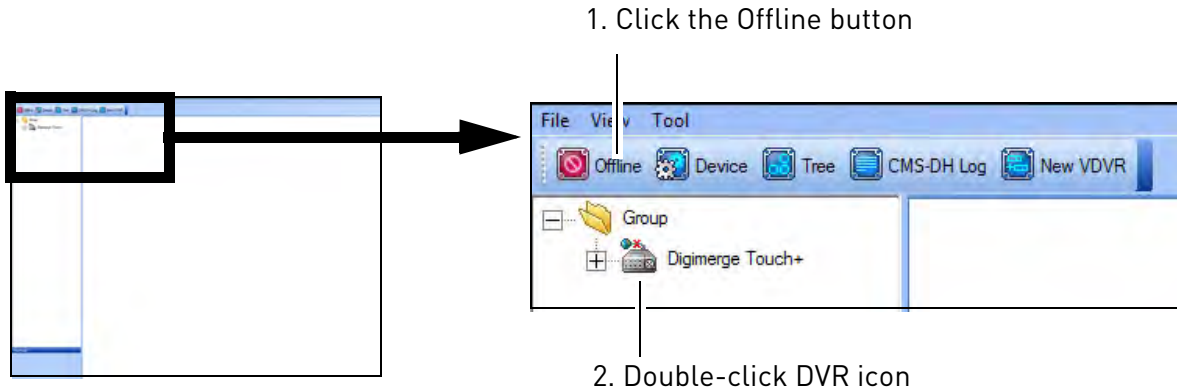 1. Click the Offline button
File View Tool
Offline Device Tree CMS-DH Log New VDVR
Group
Digimerge Touch+
2. Double-click DVR icon